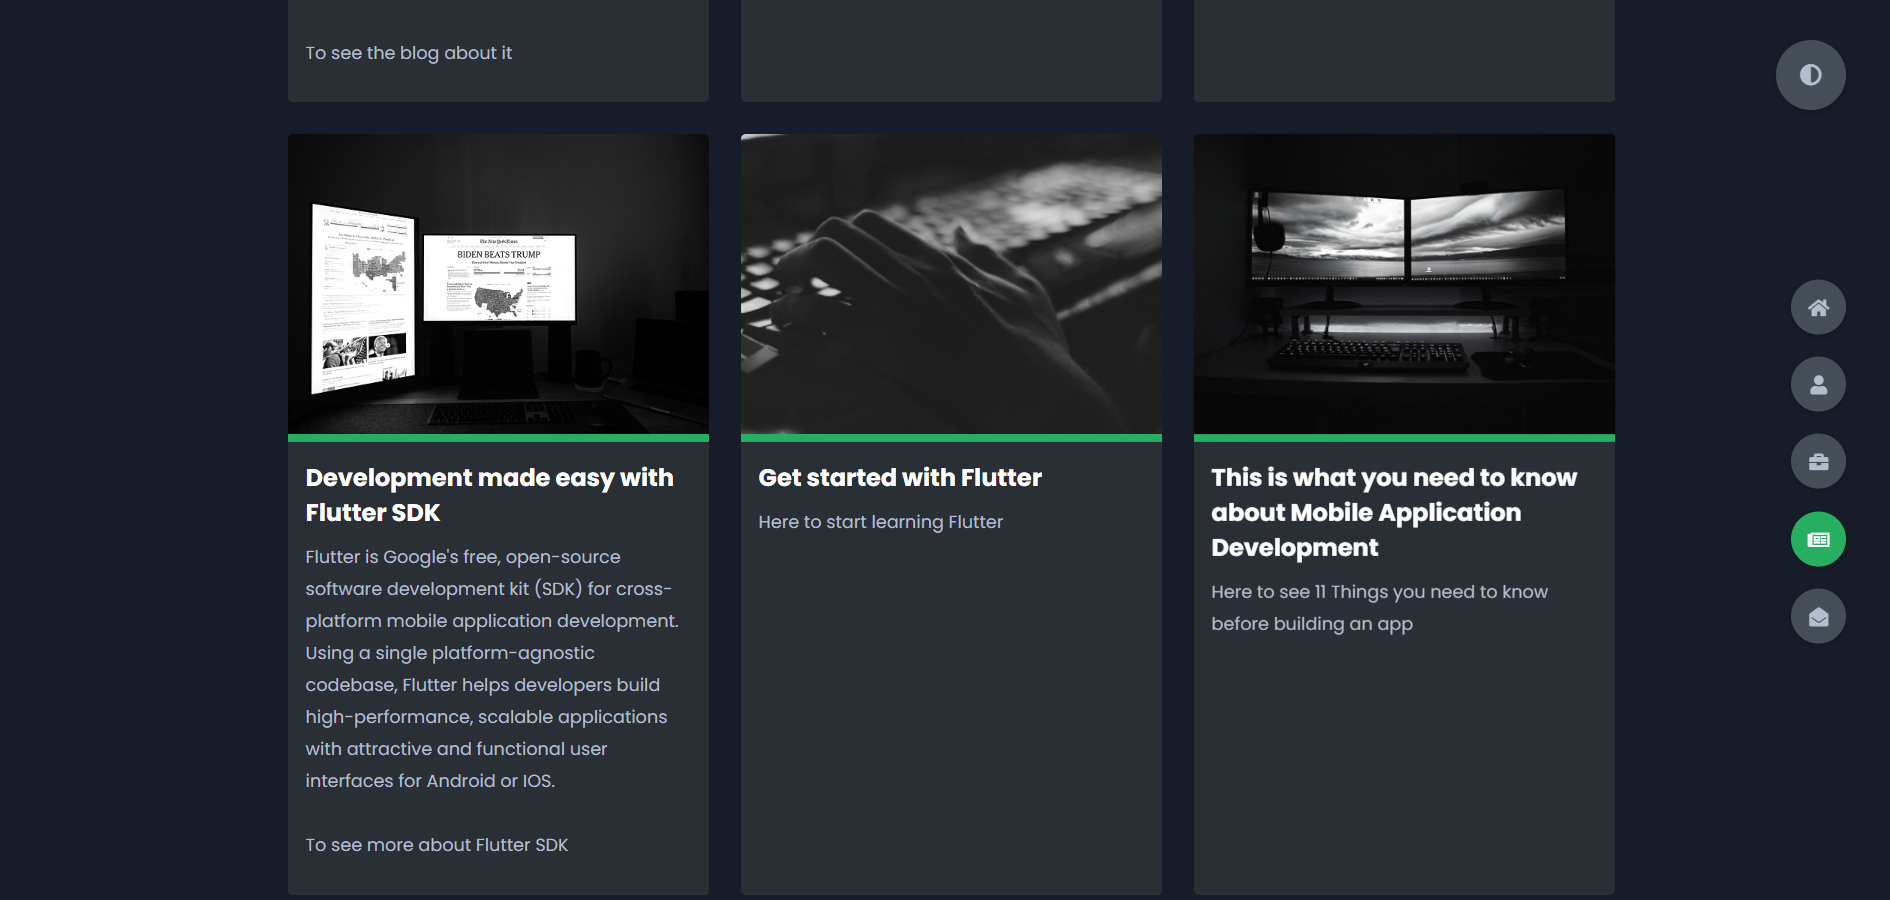 To see the blog about it
The New York Times
BIDEN BEATS TRUMP
Development made easy with
Flutter SDK
Flutter is Google's free, open-source
software development kit (SDK) for cross-
platform mobile application development.
Using a single platform-agnostic
codebase, Flutter helps developers build
high-performance, scalable applications
with attractive and functional user
interfaces for Android or IOS.
To see more about Flutter SDK
Get started with Flutter
Here to start learning Flutter
This is what you need to know
about Mobile Application
Development
Here to see 11 Things you need to know
before building an app